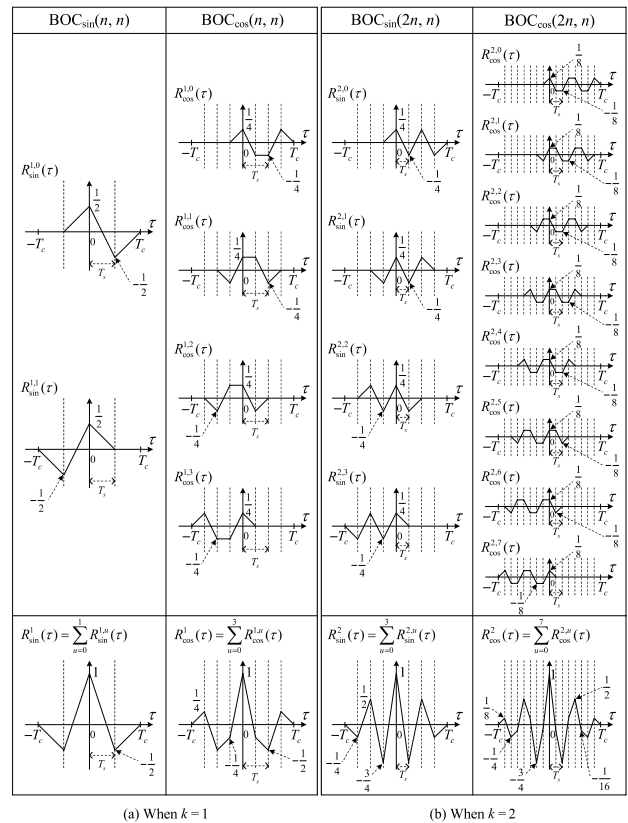 BOC_sin(n, n)
BOC_cos(n, n)
BOC_sin(2n, n)
BOC_cos(2n, n)
R_sin^{1,0}(τ)
1/2
τ
−T_c
0
T_c
T_s
−1/2
R_sin^{1,1}(τ)
1/2
τ
−T_c
0
T_c
T_s
−1/2
R_cos^{1,0}(τ)
1/4
τ
−T_c
0
T_c
T_s
−1/4
R_cos^{1,1}(τ)
1/4
τ
−T_c
0
T_c
T_s
−1/4
R_cos^{1,2}(τ)
1/4
τ
−T_c
0
T_c
T_s
−1/4
R_cos^{1,3}(τ)
1/4
τ
−T_c
0
T_c
T_s
−1/4
R_sin^{2,0}(τ)
1/4
τ
−T_c
0
T_c
T_s
−1/4
R_sin^{2,1}(τ)
1/4
τ
−T_c
0
T_c
T_s
−1/4
R_sin^{2,2}(τ)
1/4
τ
−T_c
0
T_c
T_s
−1/4
R_sin^{2,3}(τ)
1/4
τ
−T_c
0
T_c
T_s
−1/4
R_cos^{2,0}(τ)
1/8
τ
−T_c
0
T_c
T_s
−1/8
R_cos^{2,1}(τ)
1/8
τ
−T_c
0
T_c
T_s
−1/8
R_cos^{2,2}(τ)
1/8
τ
−T_c
0
T_c
T_s
−1/8
R_cos^{2,3}(τ)
1/8
τ
−T_c
0
T_c
T_s
−1/8
R_cos^{2,4}(τ)
1/8
τ
−T_c
0
T_c
T_s
−1/8
R_cos^{2,5}(τ)
1/8
τ
−T_c
0
T_c
T_s
−1/8
R_cos^{2,6}(τ)
1/8
τ
−T_c
0
T_c
T_s
−1/8
R_cos^{2,7}(τ)
1/8
τ
−T_c
0
T_c
T_s
−1/8
R_sin^1(τ) = ∑_{u=0}^{1} R_sin^{1,u}(τ)
1
τ
−T_c
0
T_c
T_s
−1/2
R_cos^1(τ) = ∑_{u=0}^{3} R_cos^{1,u}(τ)
1/4
1
τ
−T_c
0
T_c
−1/4
T_s
−1/2
R_sin^2(τ) = ∑_{u=0}^{3} R_sin^{2,u}(τ)
1/2
1
τ
−T_c
0
T_c
−1/4
−3/4
T_s
R_cos^2(τ) = ∑_{u=0}^{7} R_cos^{2,u}(τ)
1
1/2
1/8
τ
−T_c
0
T_c
−1/4
−3/4
T_s
−1/16
(a) When k = 1
(b) When k = 2